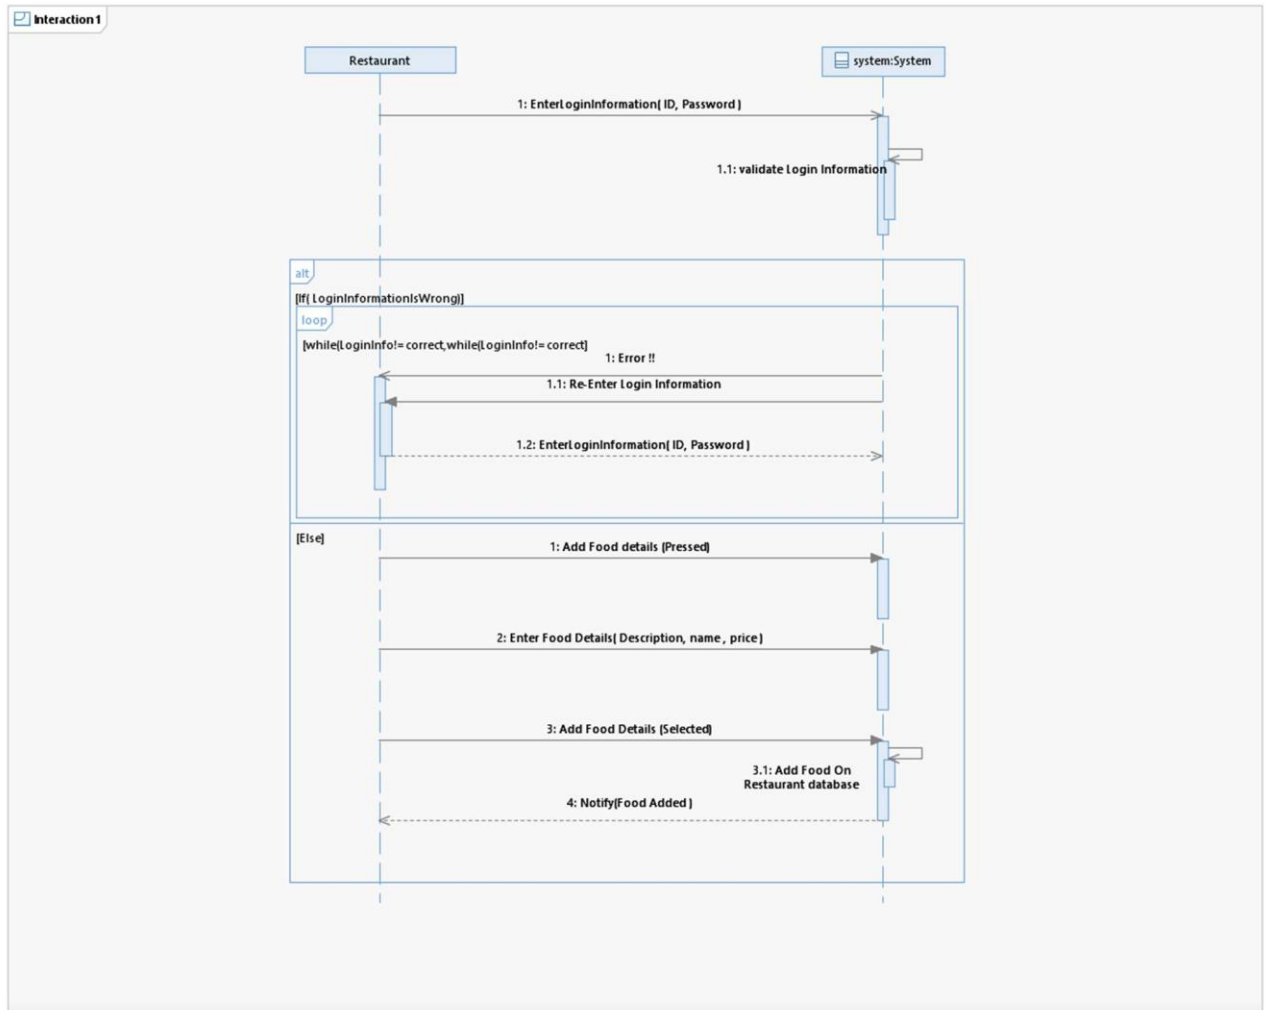 Interaction1
Restaurant
system:System
1: EnterLoginInformation( ID, Password )
1.1: validate Login Information
alt
[If( LoginInformationIsWrong)]
loop
[while(LoginInfo!= correct,while(LoginInfo!= correct]
1: Error !!
1.1: Re-Enter Login Information
1.2: EnterLoginInformation( ID, Password )
[Else]
1: Add Food details (Pressed)
2: Enter Food Details( Description, name , price )
3: Add Food Details (Selected)
3.1: Add Food On
Restaurant database
4: Notify(Food Added )